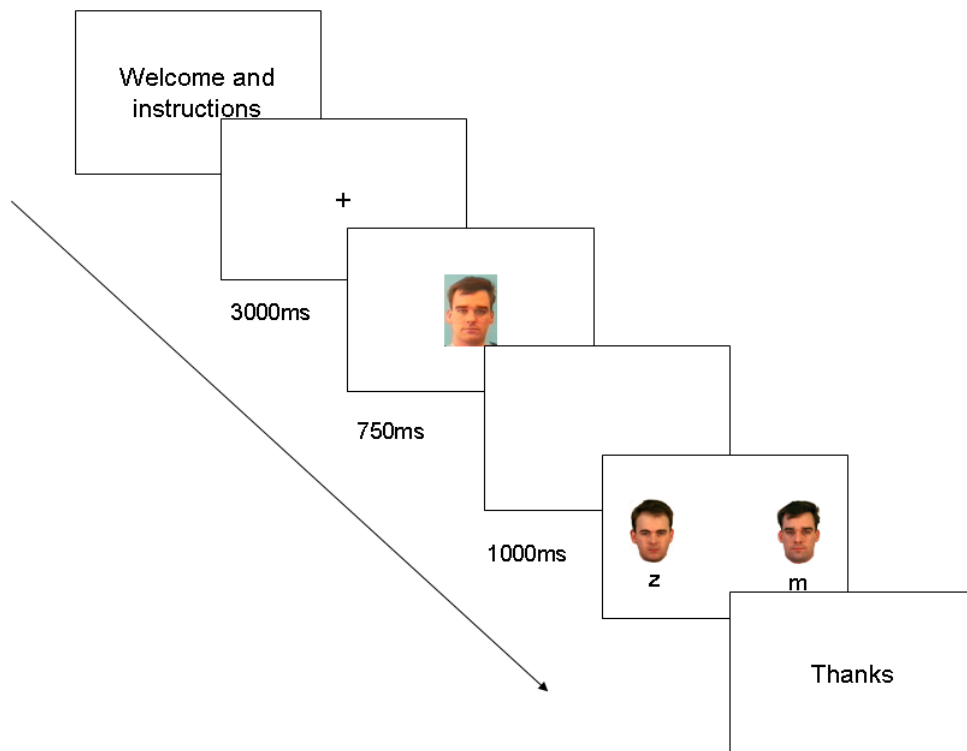 Welcome and
instructions
+
3000ms
750ms
1000ms
z
m
Thanks